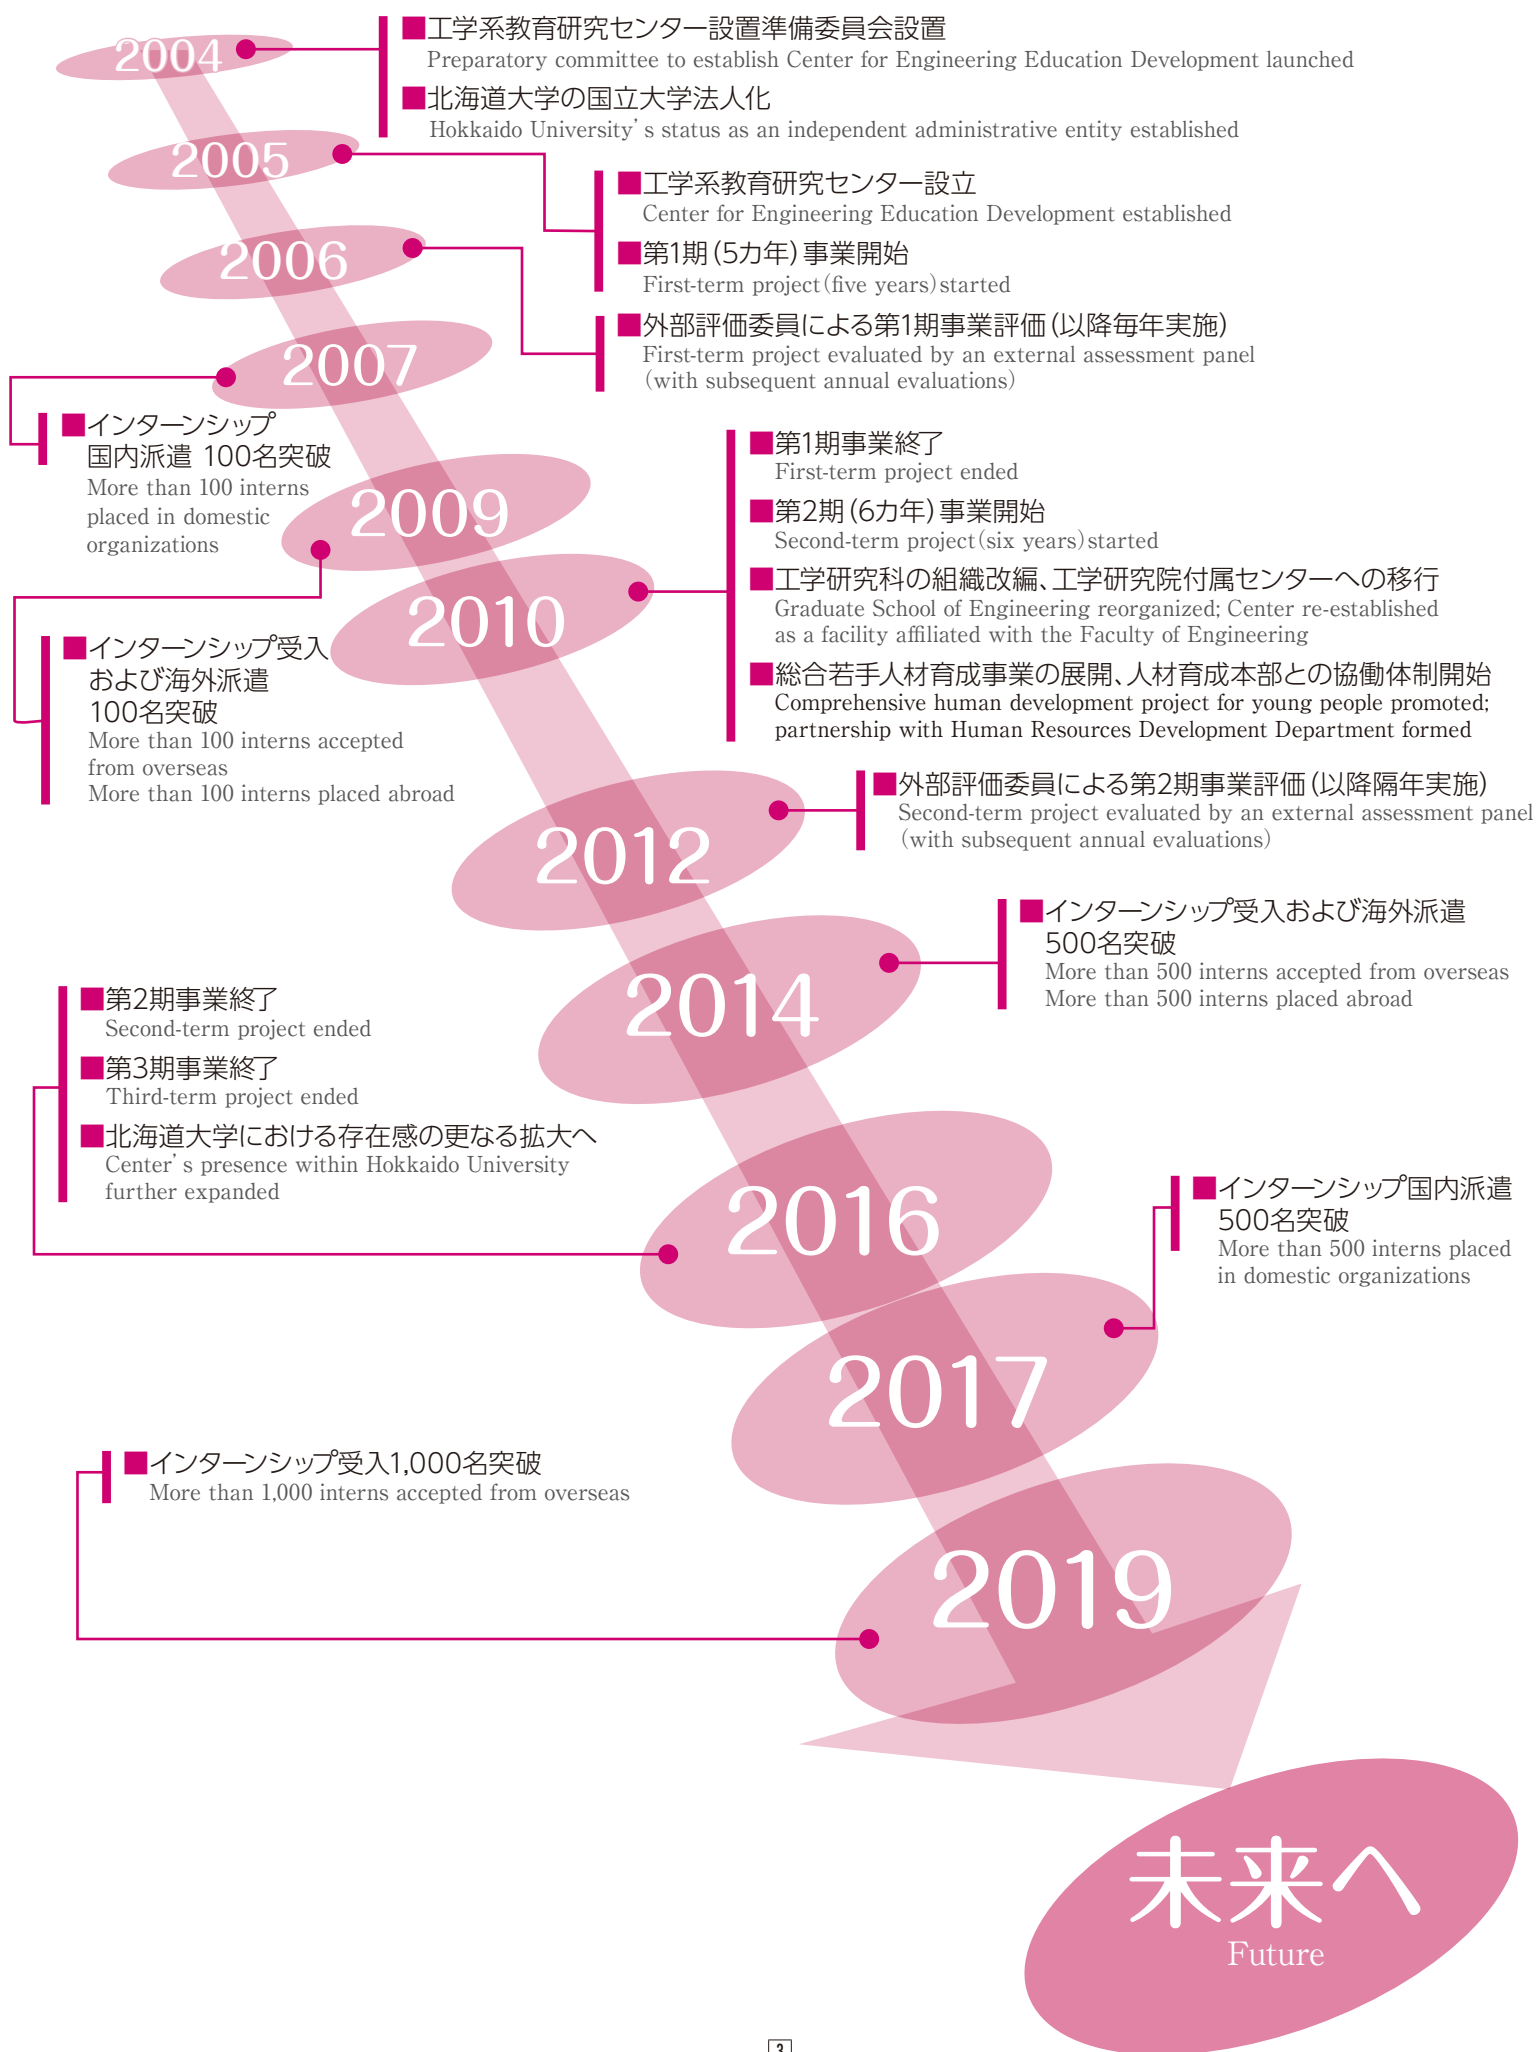 2004
■工学系教育研究センター設置準備委員会設置
Preparatory committee to establish Center for Engineering Education Development launched
■北海道大学の国立大学法人化
Hokkaido University's status as an independent administrative entity established
2005
■工学系教育研究センター設立
Center for Engineering Education Development established
■第1期(5カ年)事業開始
First-term project(five years)started
2006
■外部評価委員による第1期事業評価(以降毎年実施)
First-term project evaluated by an external assessment panel
(with subsequent annual evaluations)
2007
■インターンシップ
国内派遣 100名突破
More than 100 interns
placed in domestic
organizations
2009
■インターンシップ受入
および海外派遣
100名突破
More than 100 interns accepted
from overseas
More than 100 interns placed abroad
2010
■第1期事業終了
First-term project ended
■第2期(6カ年)事業開始
Second-term project(six years)started
■工学研究科の組織改編、工学研究院付属センターへの移行
Graduate School of Engineering reorganized; Center re-established
as a facility affiliated with the Faculty of Engineering
■総合若手人材育成事業の展開、人材育成本部との協働体制開始
Comprehensive human development project for young people promoted;
partnership with Human Resources Development Department formed
2012
■外部評価委員による第2期事業評価(以降隔年実施)
Second-term project evaluated by an external assessment panel
(with subsequent annual evaluations)
2014
■インターンシップ受入および海外派遣
500名突破
More than 500 interns accepted from overseas
More than 500 interns placed abroad
2016
■第2期事業終了
Second-term project ended
■第3期事業終了
Third-term project ended
■北海道大学における存在感の更なる拡大へ
Center's presence within Hokkaido University
further expanded
2017
■インターンシップ国内派遣
500名突破
More than 500 interns placed
in domestic organizations
2019
■インターンシップ受入1,000名突破
More than 1,000 interns accepted from overseas
未来へ
Future
3